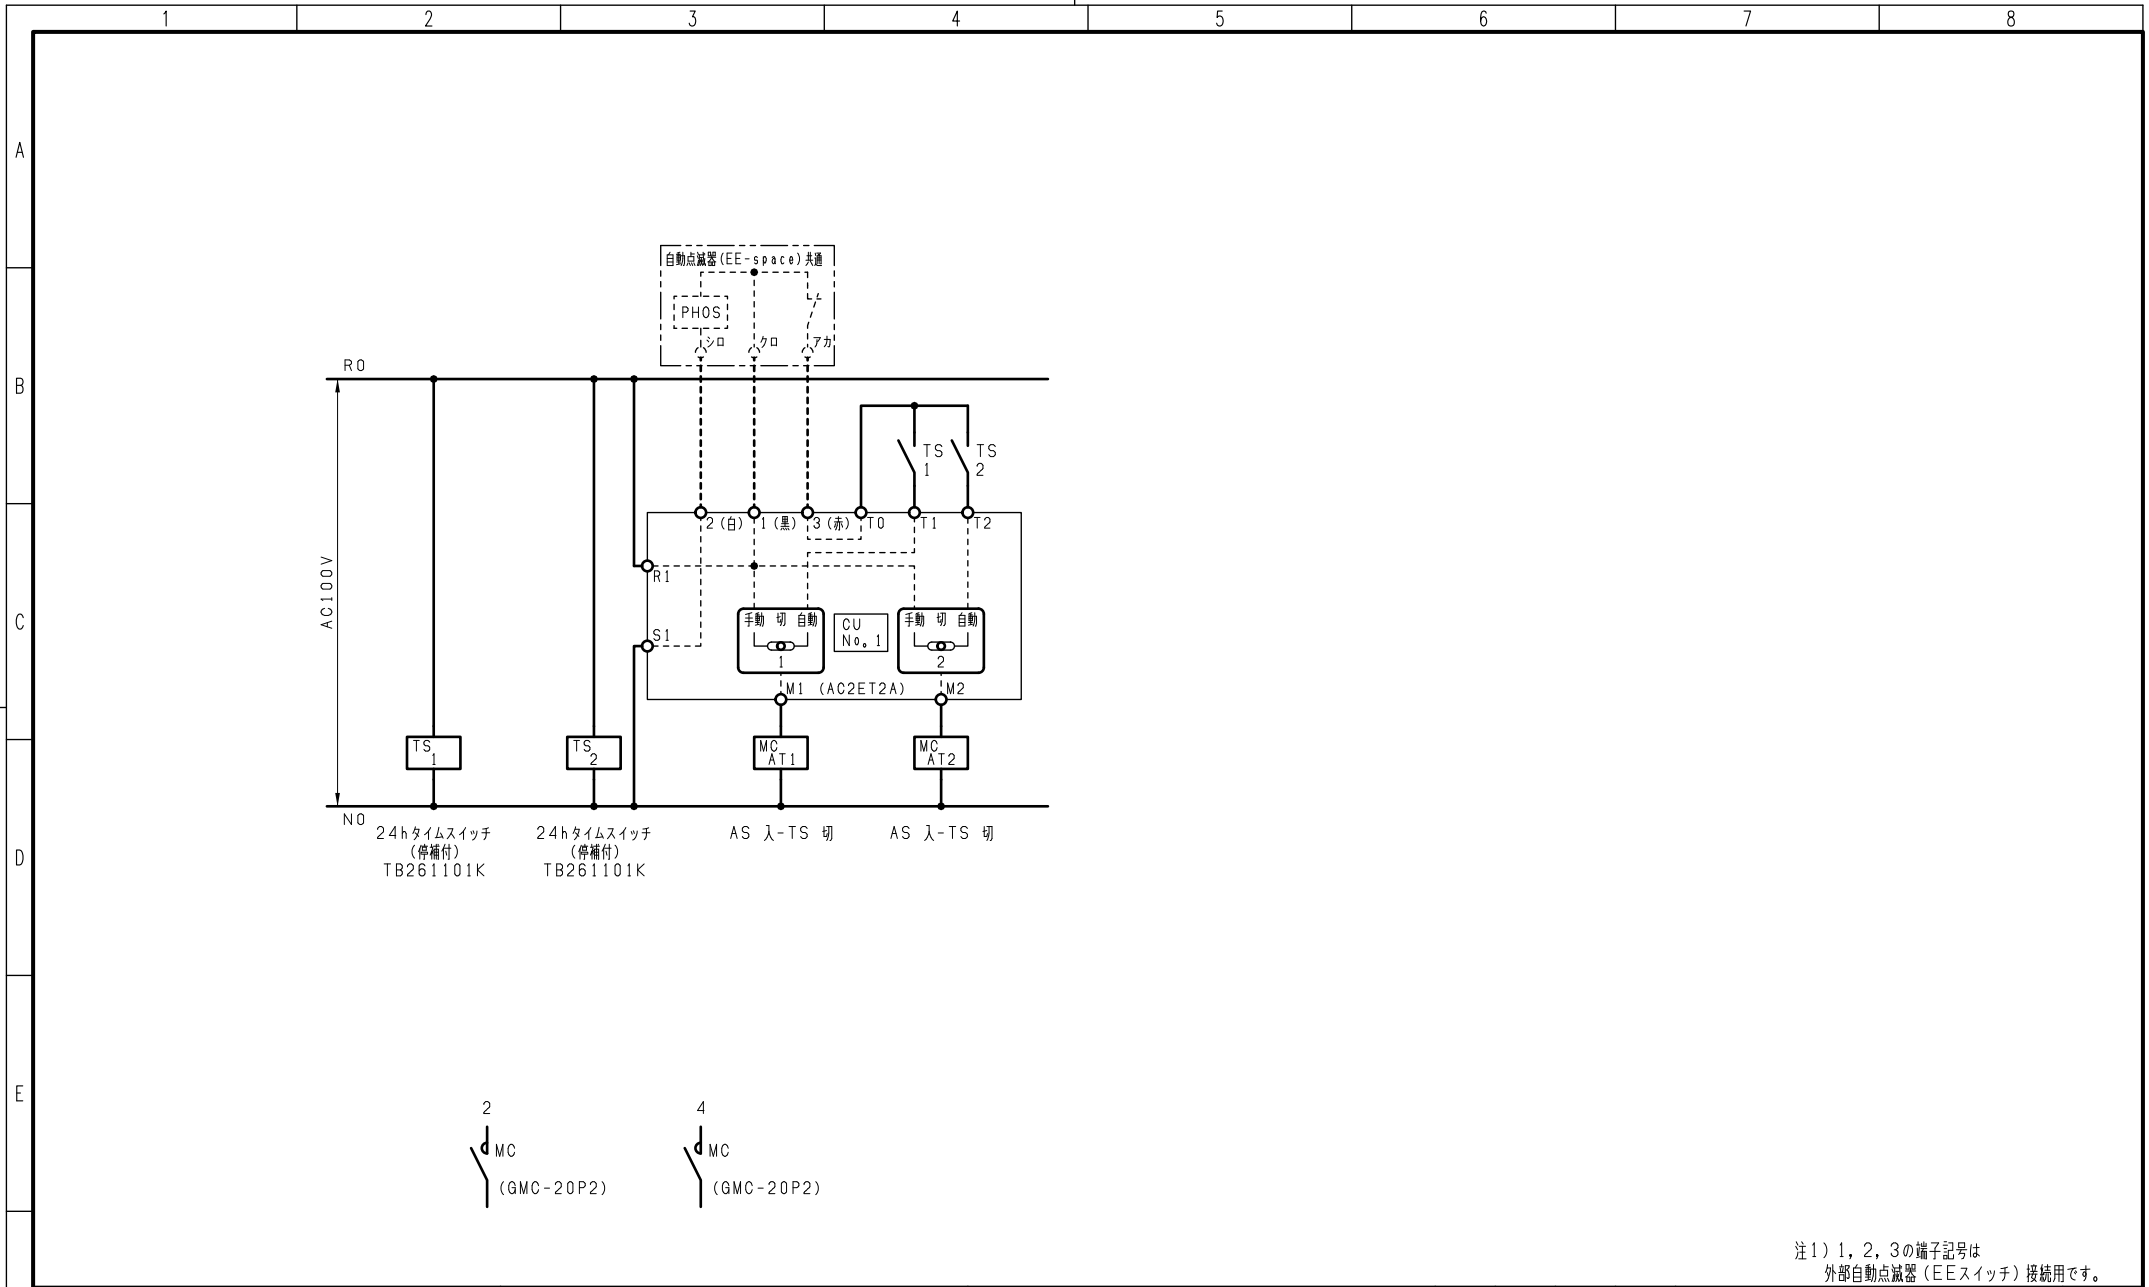 1 2 3 4 5 6 7 8
A
自動点滅器(EE-space)共通
PHOS
シロ クロ アカ
R0
B
TS
1
TS
2
2(白) 1(黒) 3(赤) T0 T1 T2
AC100V
R1
C
手動 切 自動
手動 切 自動
CU
No。1
S1
1
2
M1 (AC2ET2A) M2
TS
1
TS
2
MC
AT1
MC
AT2
N0
24hタイムスイッチ
(停補付)
TB261101K
24hタイムスイッチ
(停補付)
TB261101K
AS 入-TS 切
AS 入-TS 切
D
E
2
MC
(GMC-20P2)
4
MC
(GMC-20P2)
注1)1，2，3の端子記号は
外部自動点滅器(EEスイッチ)接続用です。